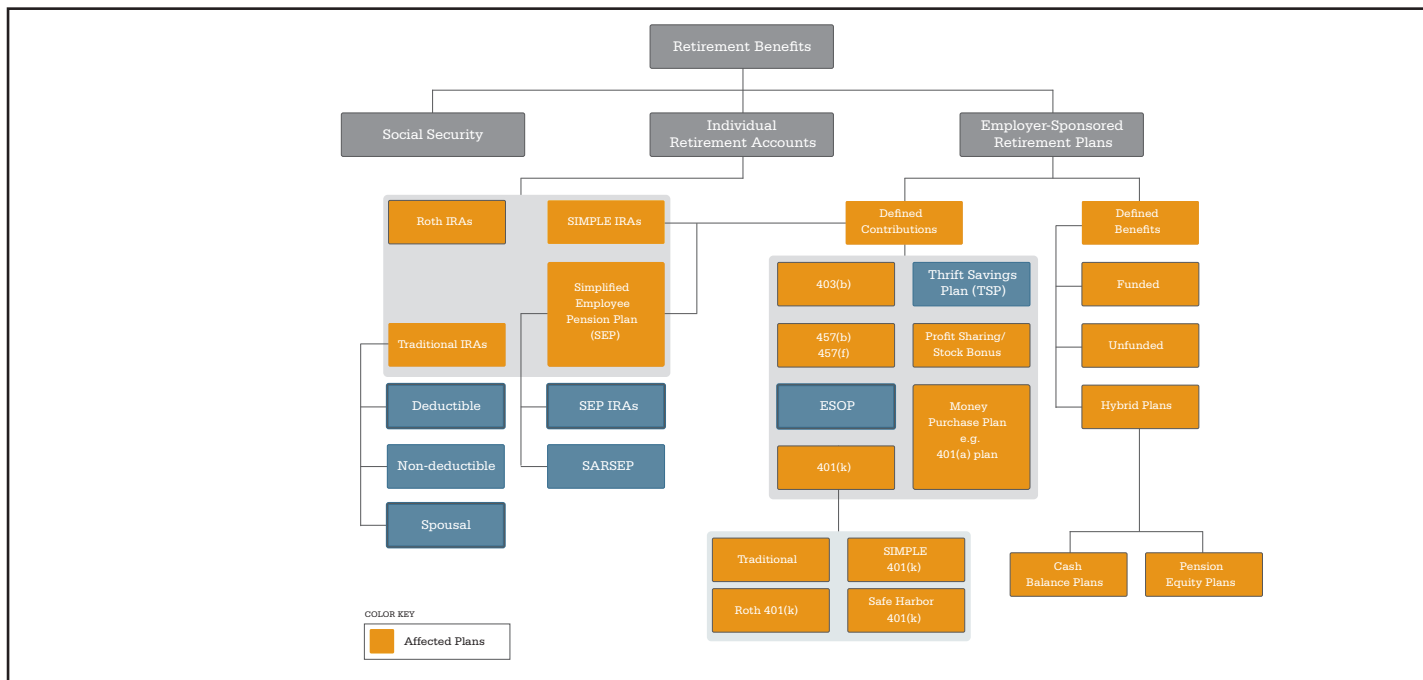 Retirement Benefits
Social Security
Individual
Retirement Accounts
Employer-Sponsored
Retirement Plans
Roth IRAs
SIMPLE IRAs
Simplified
Employee
Pension Plan
(SEP)
Traditional IRAs
Deductible
Non-deductible
Spousal
SEP IRAs
SARSEP
Defined
Contributions
403(b)
Thrift Savings
Plan (TSP)
457(b)
457(f)
Profit Sharing/
Stock Bonus
ESOP
Money
Purchase Plan
e.g.
401(a) plan
401(k)
Traditional
SIMPLE
401(k)
Roth 401(k)
Safe Harbor
401(k)
Defined
Benefits
Funded
Unfunded
Hybrid Plans
Cash
Balance Plans
Pension
Equity Plans
COLOR KEY
Affected Plans